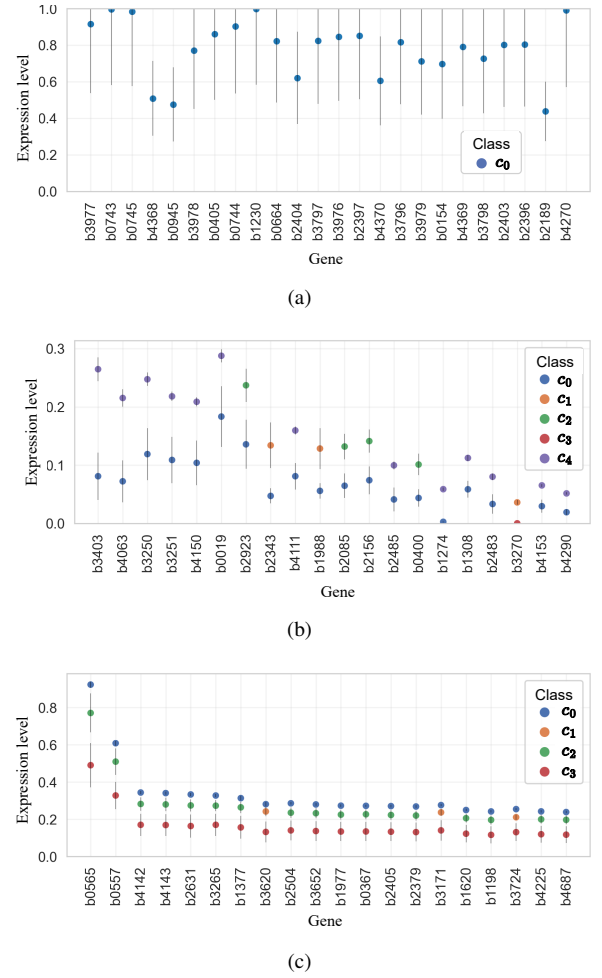 1.0
0.8
0.6
0.4
0.2
0.0
Expression level
Class
c₀
b3977 b0743 b0745 b4368 b0945 b3978 b0405 b0744 b1230 b0664 b2404 b3797 b3976 b2397 b4370 b3796 b3979 b0154 b4369 b3798 b2403 b2396 b2189 b4270
Gene
(a)
0.3
0.2
0.1
0.0
Expression level
Class
c₀
c₁
c₂
c₃
c₄
b3403 b4063 b3250 b3251 b4150 b0019 b2923 b2343 b4111 b1988 b2085 b2156 b2485 b0400 b1274 b1308 b2483 b3270 b4153 b4290
Gene
(b)
0.8
0.6
0.4
0.2
0.0
Expression level
Class
c₀
c₁
c₂
c₃
b0565 b0557 b4142 b4143 b2631 b3265 b1377 b3620 b2504 b3652 b1977 b0367 b2405 b2379 b3171 b1620 b1198 b3724 b4225 b4687
Gene
(c)